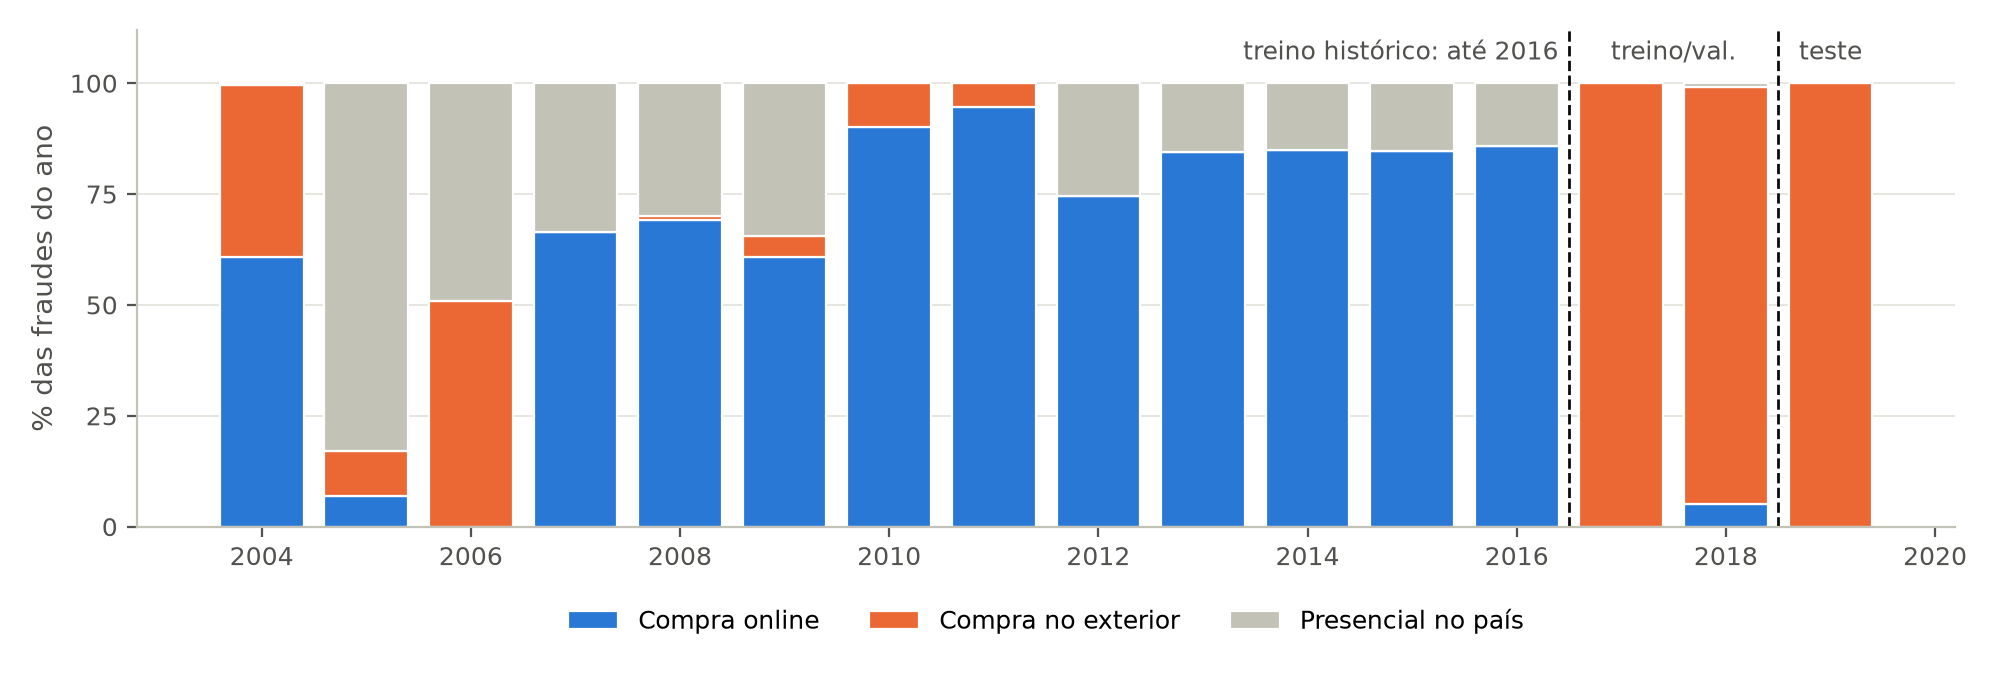 treino histórico: até 2016 treino/val. teste
% das fraudes do ano
100
75
50
25
0
2004 2006 2008 2010 2012 2014 2016 2018 2020
Compra online Compra no exterior Presencial no país